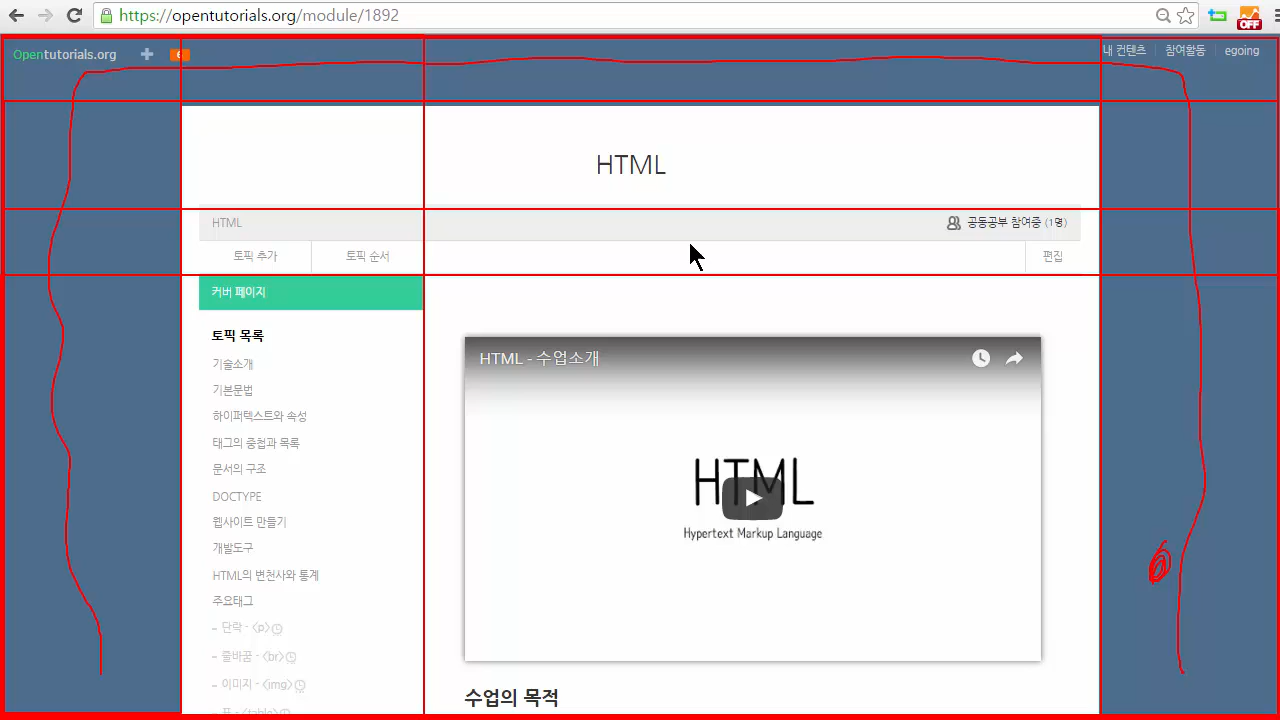 https://opentutorials.org/module/1892
OFF
Opentutorials.org
6
내 컨텐츠
참여활동
egoing
HTML
HTML
공동공부 참여중 (1명)
토픽 추가
토픽 순서
편집
커버 페이지
토픽 목록
기술소개
기본문법
하이퍼텍스트와 속성
태그의 중첩과 목록
문서의 구조
DOCTYPE
웹사이트 만들기
개발도구
HTML의 변천사와 통계
주요태그
- 단락 - <p>
- 줄바꿈 - <br>
- 이미지 - <img>
- 표 - <table>
HTML - 수업소개
HTML
Hypertext Markup Language
수업의 목적